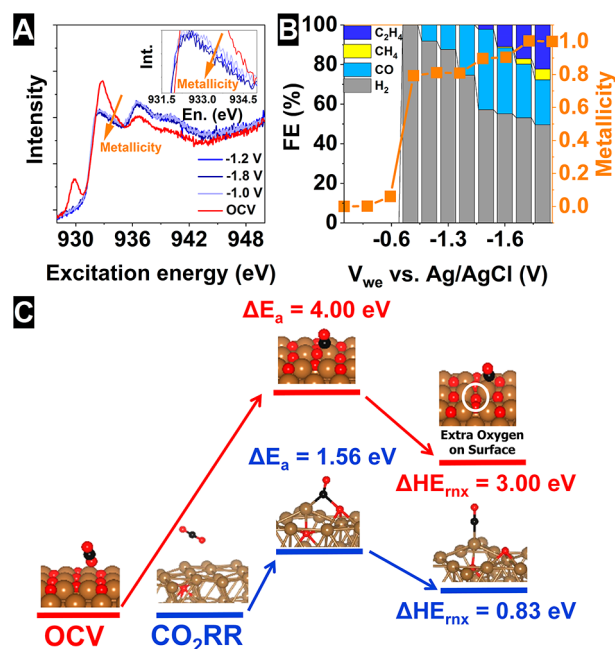 A
Intensity
Int.
Metallicity
931.5 933.0 934.5
En. (eV)
Metallicity
-1.2 V
-1.8 V
-1.0 V
OCV
930 936 942 948
Excitation energy (eV)
B
C₂H₄
CH₄
CO
H₂
FE (%)
100
80
60
40
20
0
1.0
0.8
0.6
0.4
0.2
0.0
Metallicity
-0.6 -1.3 -1.6
Vwe vs. Ag/AgCl (V)
C
ΔEa = 4.00 eV
Extra Oxygen
on Surface
ΔHErnx = 3.00 eV
ΔEa = 1.56 eV
ΔHErnx = 0.83 eV
OCV
CO₂RR